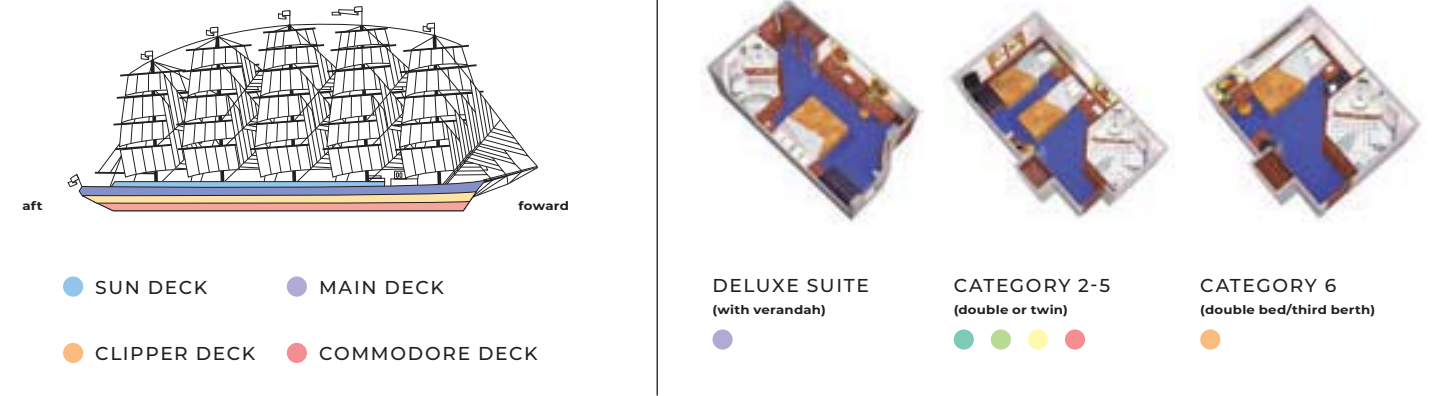 aft
foward
SUN DECK
MAIN DECK
CLIPPER DECK
COMMODORE DECK
DELUXE SUITE
(with verandah)
CATEGORY 2-5
(double or twin)
CATEGORY 6
(double bed/third berth)